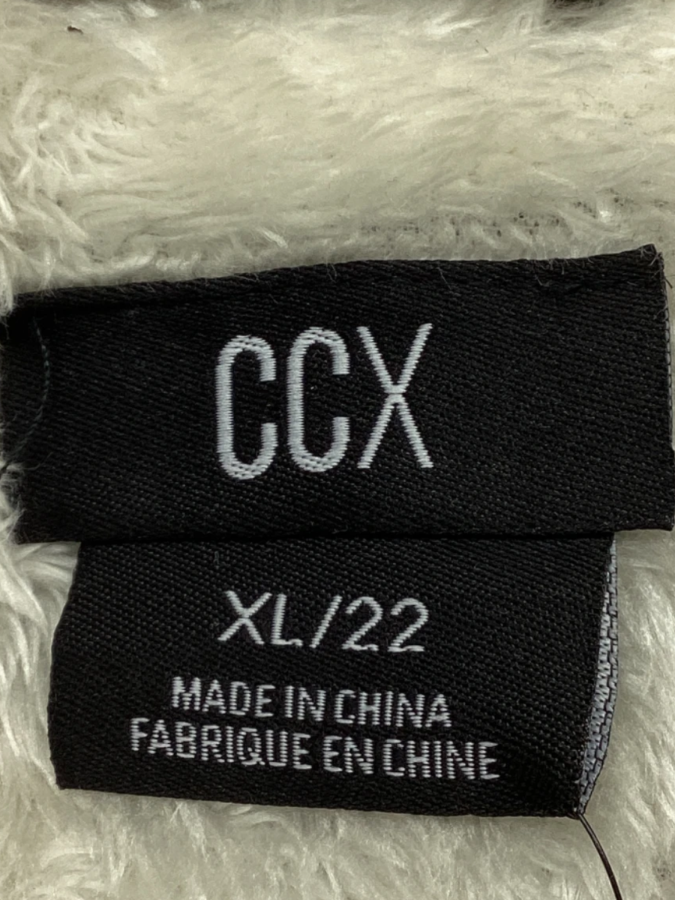 CCX
XL/22
MADE IN CHINA
FABRIQUE EN CHINE